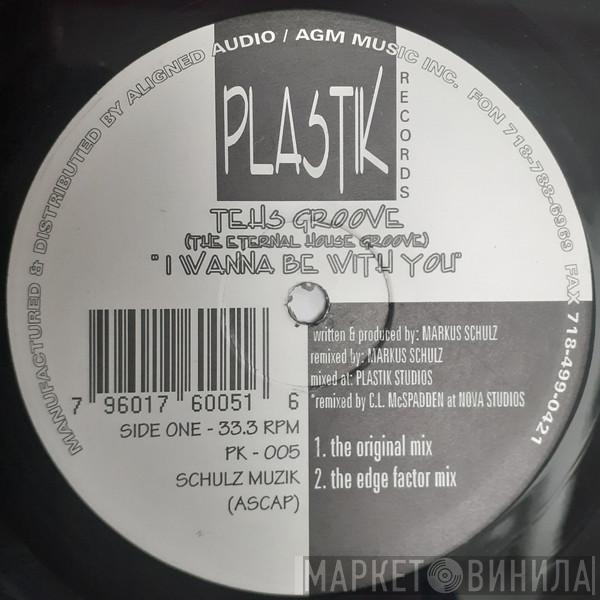 MANUFACTURED & DISTRIBUTED BY ALIGNED AUDIO / AGM MUSIC INC. FON 718-788-6969 FAX 718-499-0421
PLASTIK
RECORDS
TEHS GROOVE
(THE ETERNAL HOUSE GROOVE)
"I WANNA BE WITH YOU"
written & produced by: MARKUS SCHULZ
remixed by: MARKUS SCHULZ
mixed at: PLASTIK STUDIOS
*remixed by C.L. McSPADDEN at NOVA STUDIOS
7 96017 60051 6
SIDE ONE - 33.3 RPM
PK - 005
SCHULZ MUZIK
(ASCAP)
1. the original mix
2. the edge factor mix
МАРКЕТ ВИНИЛА